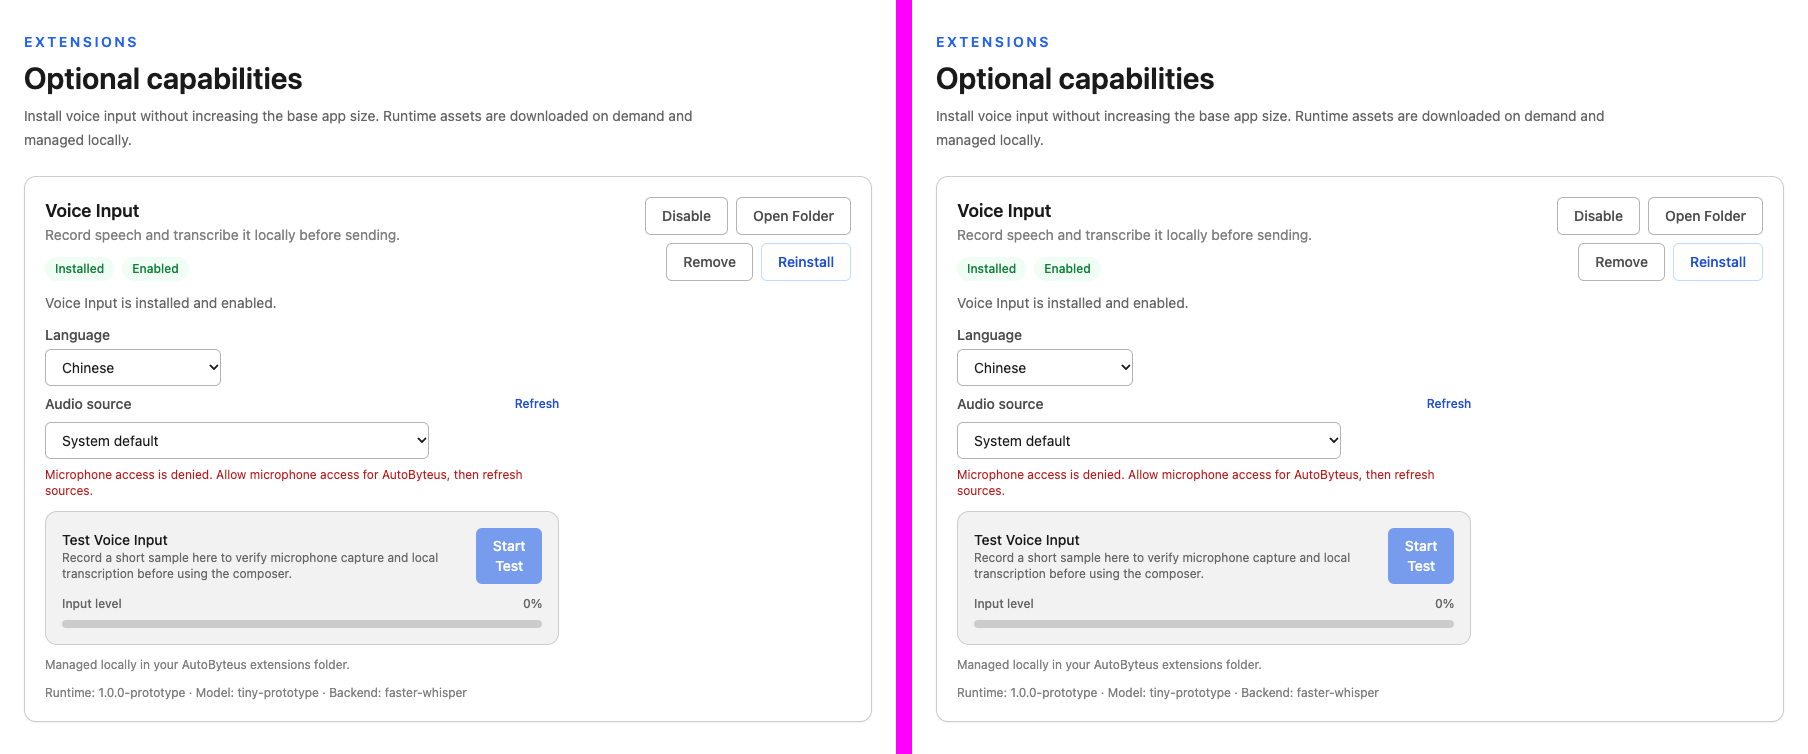 EXTENSIONS
Optional capabilities
Install voice input without increasing the base app size. Runtime assets are downloaded on demand and
managed locally.
Voice Input
Record speech and transcribe it locally before sending.
Installed Enabled
Voice Input is installed and enabled.
Disable Open Folder
Remove Reinstall
Language
Chinese
Audio source Refresh
System default
Microphone access is denied. Allow microphone access for AutoByteus, then refresh
sources.
Test Voice Input
Record a short sample here to verify microphone capture and local
transcription before using the composer.
Start
Test
Input level 0%
Managed locally in your AutoByteus extensions folder.
Runtime: 1.0.0-prototype · Model: tiny-prototype · Backend: faster-whisper
EXTENSIONS
Optional capabilities
Install voice input without increasing the base app size. Runtime assets are downloaded on demand and
managed locally.
Voice Input
Record speech and transcribe it locally before sending.
Installed Enabled
Voice Input is installed and enabled.
Disable Open Folder
Remove Reinstall
Language
Chinese
Audio source Refresh
System default
Microphone access is denied. Allow microphone access for AutoByteus, then refresh
sources.
Test Voice Input
Record a short sample here to verify microphone capture and local
transcription before using the composer.
Start
Test
Input level 0%
Managed locally in your AutoByteus extensions folder.
Runtime: 1.0.0-prototype · Model: tiny-prototype · Backend: faster-whisper